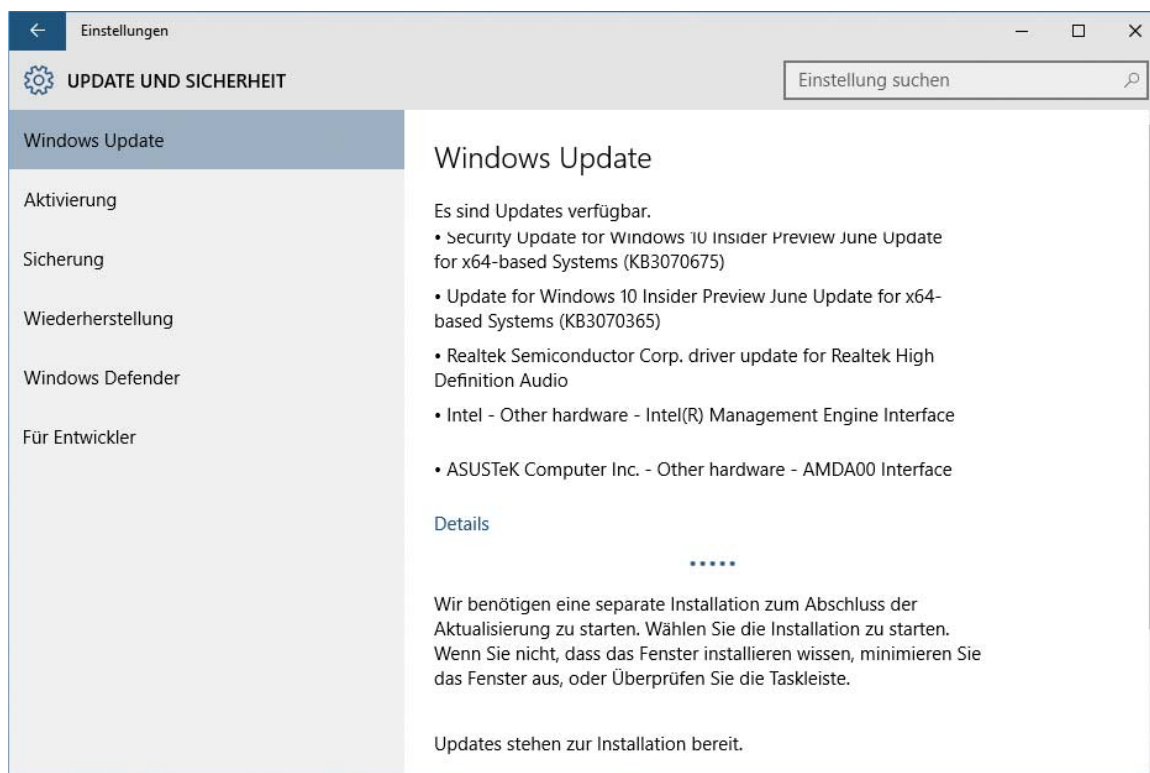 Einstellungen
UPDATE UND SICHERHEIT
Einstellung suchen
Windows Update
Aktivierung
Sicherung
Wiederherstellung
Windows Defender
Für Entwickler
Windows Update
Es sind Updates verfügbar.
• Security Update for Windows 10 Insider Preview June Update
for x64-based Systems (KB3070675)
• Update for Windows 10 Insider Preview June Update for x64-
based Systems (KB3070365)
• Realtek Semiconductor Corp. driver update for Realtek High
Definition Audio
• Intel - Other hardware - Intel(R) Management Engine Interface
• ASUSTeK Computer Inc. - Other hardware - AMDA00 Interface
Details
Wir benötigen eine separate Installation zum Abschluss der
Aktualisierung zu starten. Wählen Sie die Installation zu starten.
Wenn Sie nicht, dass das Fenster installieren wissen, minimieren Sie
das Fenster aus, oder Überprüfen Sie die Taskleiste.
Updates stehen zur Installation bereit.